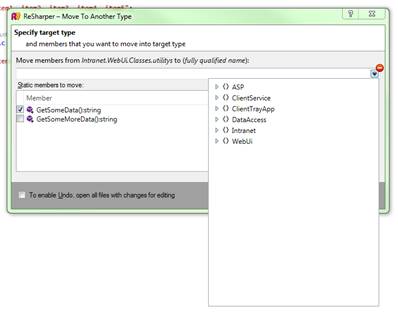 ReSharper – Move To Another Type
Specify target type
and members that you want to move into target type
Move members from Intranet.WebUi.Classes.utilitys to (fully qualified name):
Static members to move:
Member
GetSomeData():string
GetSomeMoreData():string
To enable Undo, open all files with changes for editing
{} ASP
{} ClientService
{} ClientTrayApp
{} DataAccess
{} Intranet
{} WebUi